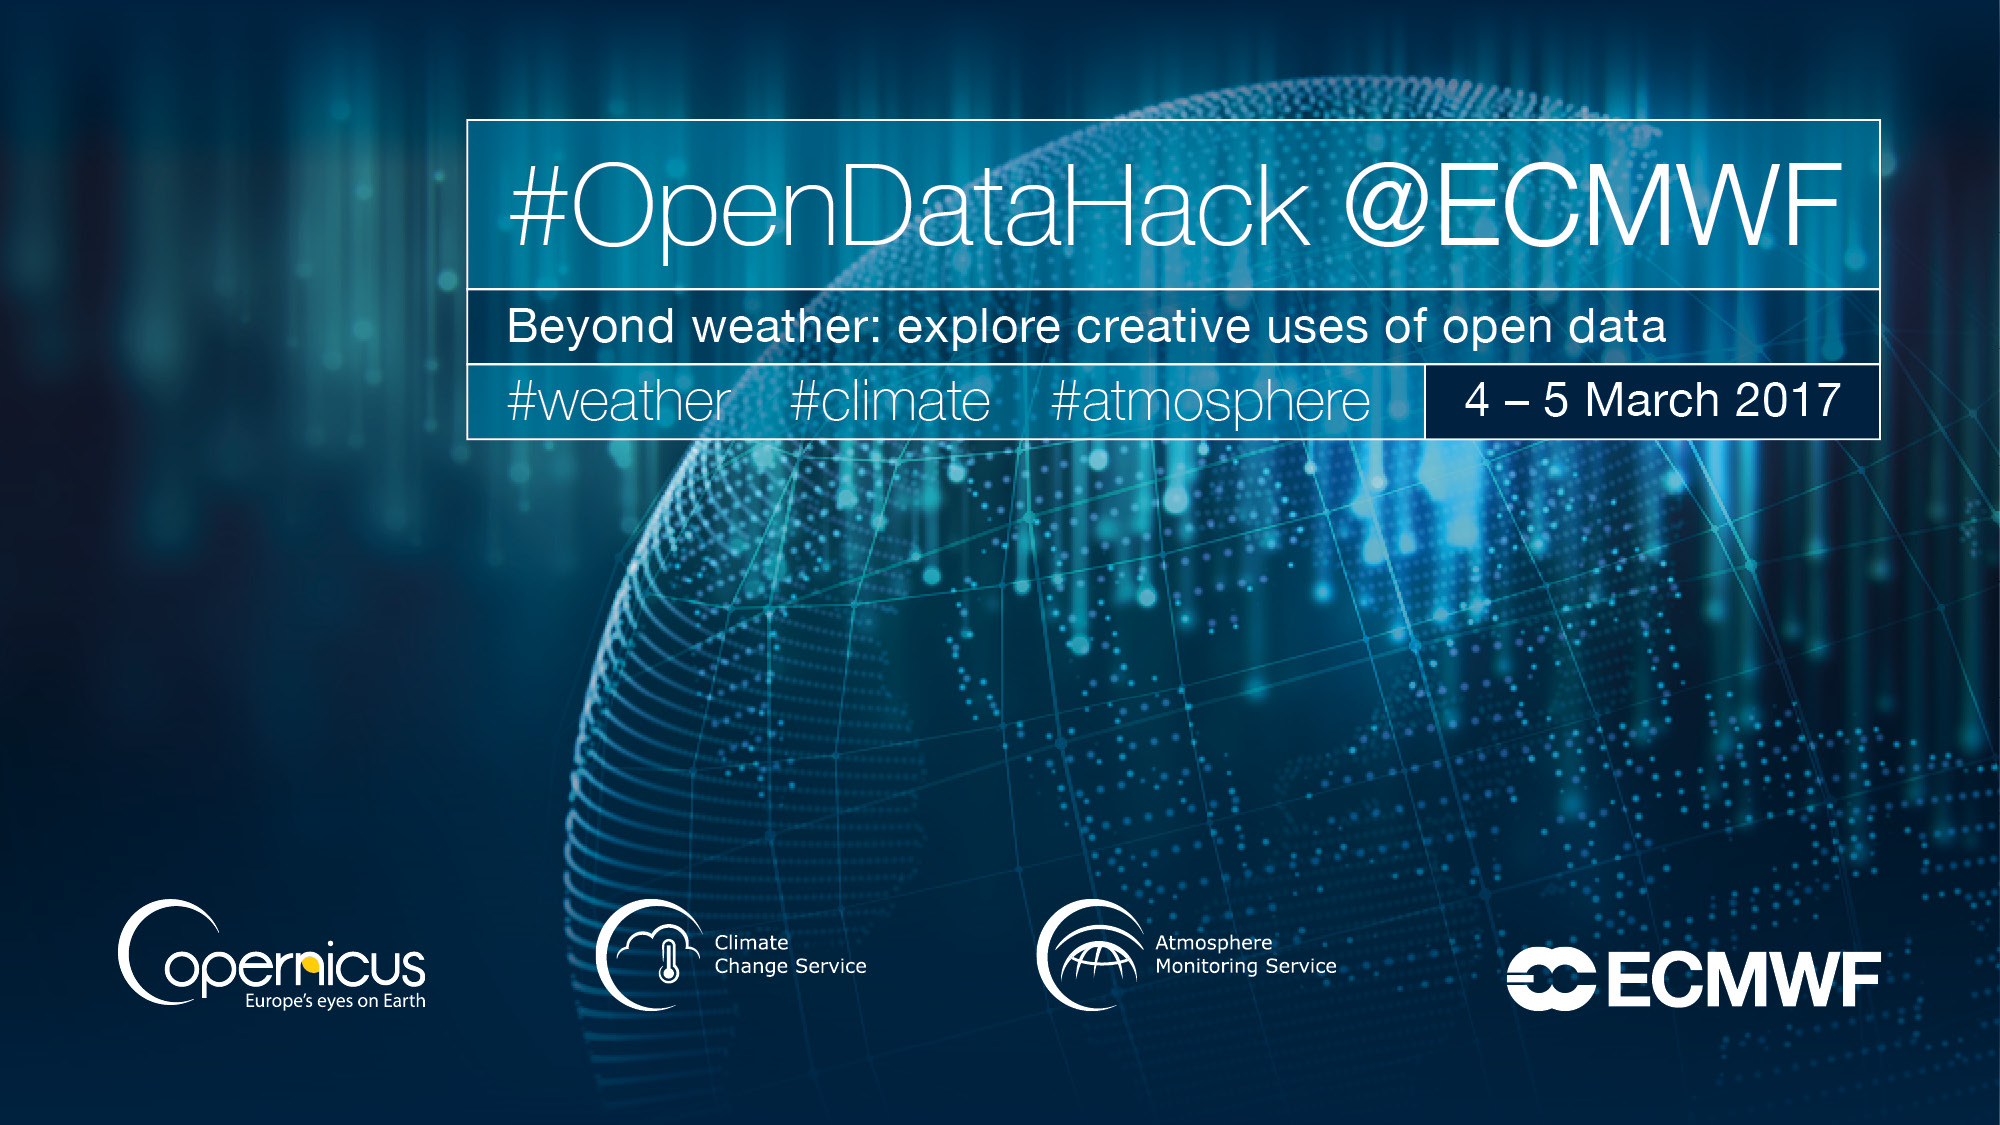 #OpenDataHack @ECMWF
Beyond weather: explore creative uses of open data
#weather #climate #atmosphere 4 – 5 March 2017
Copernicus
Europe's eyes on Earth
Climate
Change Service
Atmosphere
Monitoring Service
ECMWF